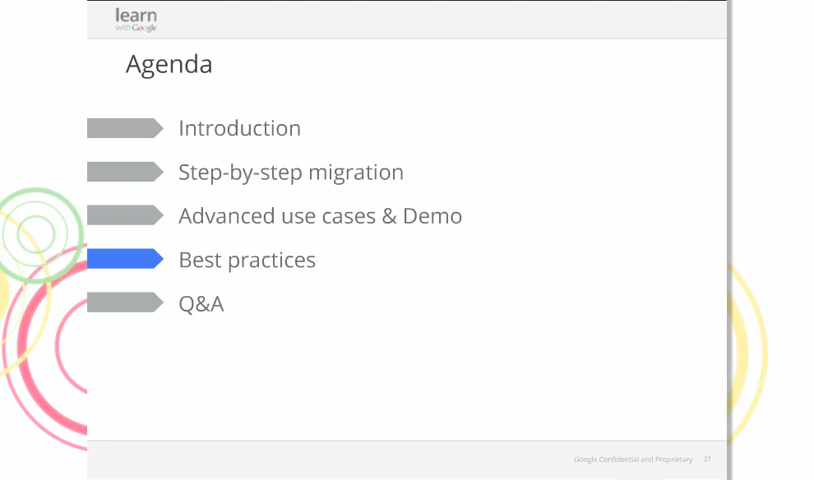 learn
with Google
Agenda
Introduction
Step-by-step migration
Advanced use cases & Demo
Best practices
Q&A
Google Confidential and Proprietary 21